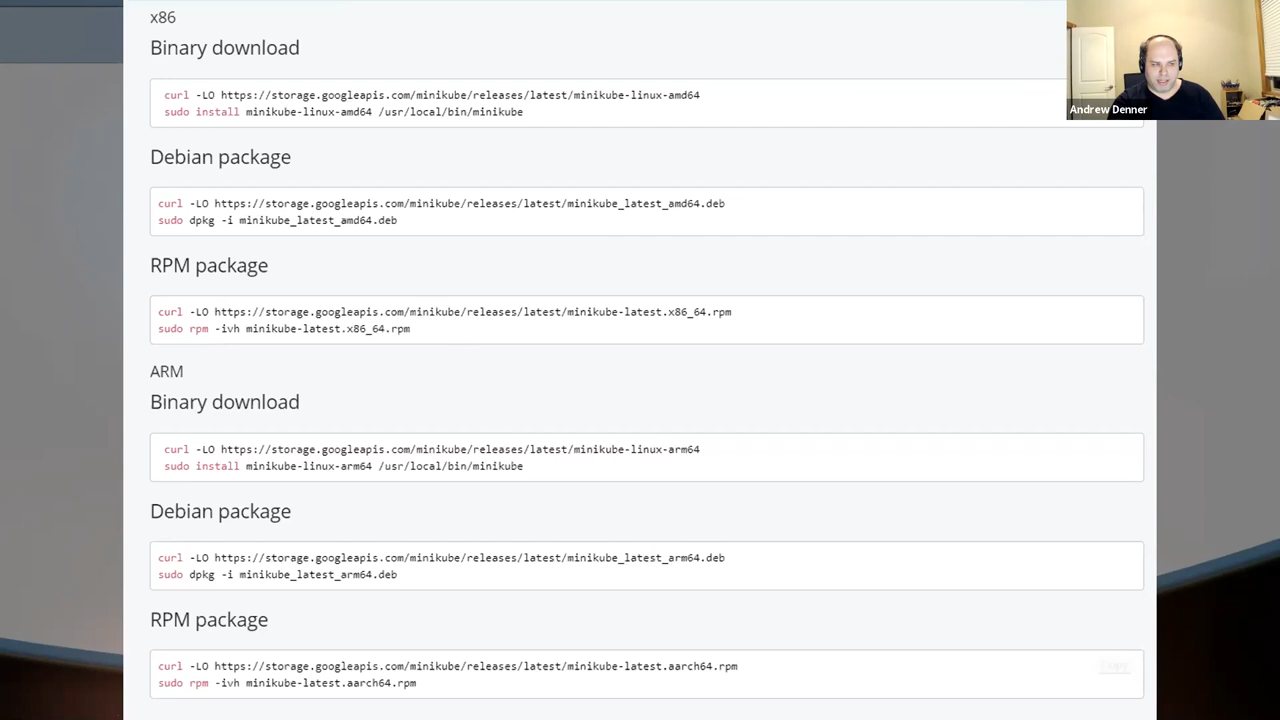 x86
Binary download
curl -LO https://storage.googleapis.com/minikube/releases/latest/minikube-linux-amd64
sudo install minikube-linux-amd64 /usr/local/bin/minikube
Andrew Denner
Debian package
curl -LO https://storage.googleapis.com/minikube/releases/latest/minikube_latest_amd64.deb
sudo dpkg -i minikube_latest_amd64.deb
RPM package
curl -LO https://storage.googleapis.com/minikube/releases/latest/minikube-latest.x86_64.rpm
sudo rpm -ivh minikube-latest.x86_64.rpm
ARM
Binary download
curl -LO https://storage.googleapis.com/minikube/releases/latest/minikube-linux-arm64
sudo install minikube-linux-arm64 /usr/local/bin/minikube
Debian package
curl -LO https://storage.googleapis.com/minikube/releases/latest/minikube_latest_arm64.deb
sudo dpkg -i minikube_latest_arm64.deb
RPM package
curl -LO https://storage.googleapis.com/minikube/releases/latest/minikube-latest.aarch64.rpm
sudo rpm -ivh minikube-latest.aarch64.rpm